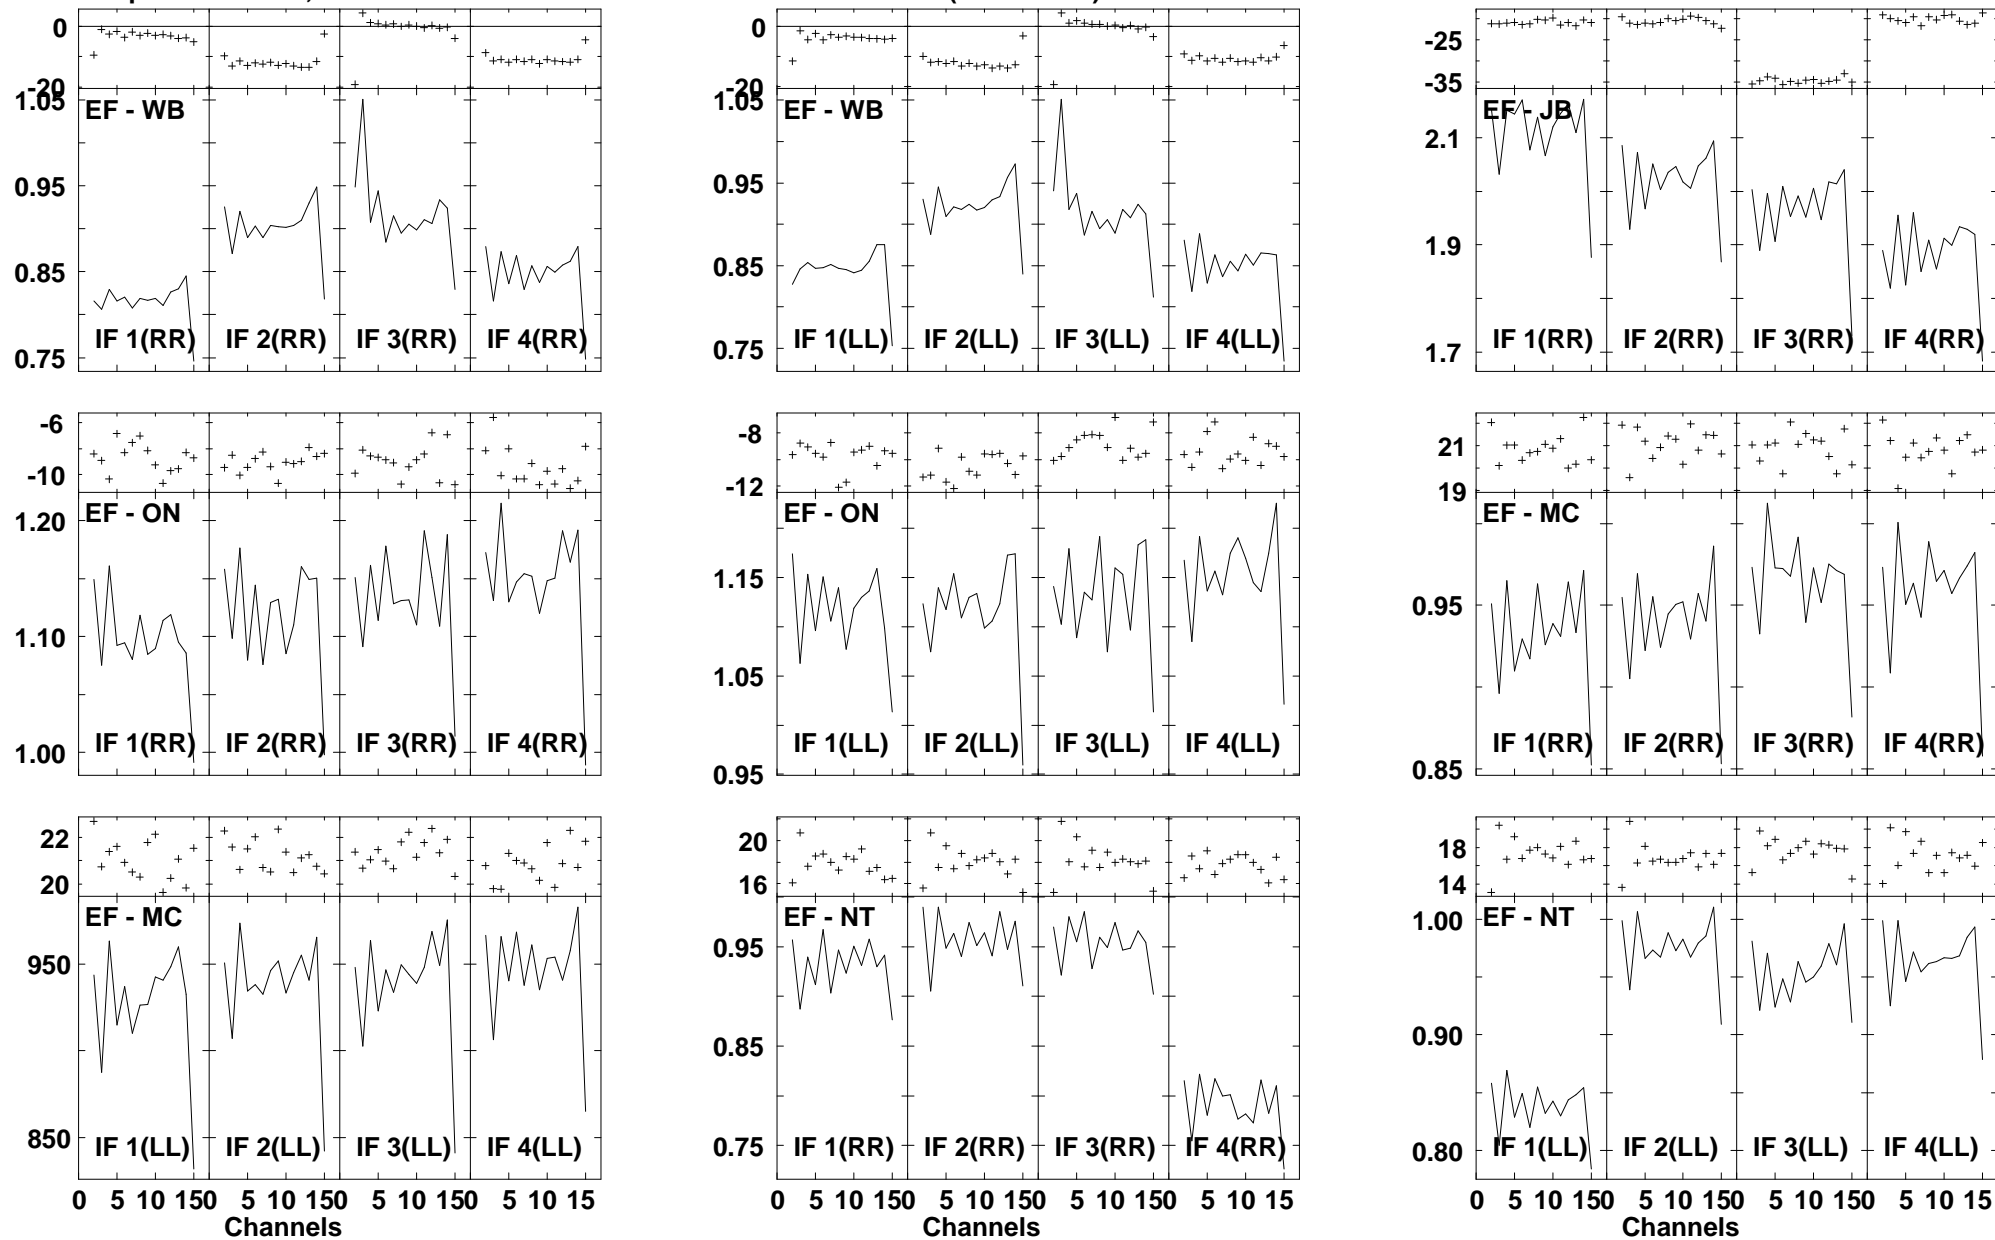 0 0 -25
-20 -20 -35
1.05 EF - WB 1.05 EF - WB EF - JB
2.1
0.95 0.95
1.9
0.85 0.85
IF 1(RR) IF 2(RR) IF 3(RR) IF 4(RR) IF 1(LL) IF 2(LL) IF 3(LL) IF 4(LL) IF 1(RR) IF 2(RR) IF 3(RR) IF 4(RR)
0.75 0.75 1.7
-6 -8 21
-10 -12 19
1.20 EF - ON EF - ON EF - MC
1.15 0.95
1.10 1.05
IF 1(RR) IF 2(RR) IF 3(RR) IF 4(RR) IF 1(LL) IF 2(LL) IF 3(LL) IF 4(LL) IF 1(RR) IF 2(RR) IF 3(RR) IF 4(RR)
1.00 0.95 0.85
22 20 18
20 16 14
EF - MC EF - NT 1.00 EF - NT
950 0.95
0.90
0.85
850 IF 1(LL) IF 2(LL) IF 3(LL) IF 4(LL) 0.75 IF 1(RR) IF 2(RR) IF 3(RR) IF 4(RR) 0.80 IF 1(LL) IF 2(LL) IF 3(LL) IF 4(LL)
0 5 10 150 5 10 150 5 10 150 5 10 15 0 5 10 150 5 10 150 5 10 150 5 10 15 0 5 10 150 5 10 150 5 10 150 5 10 15
Channels Channels Channels